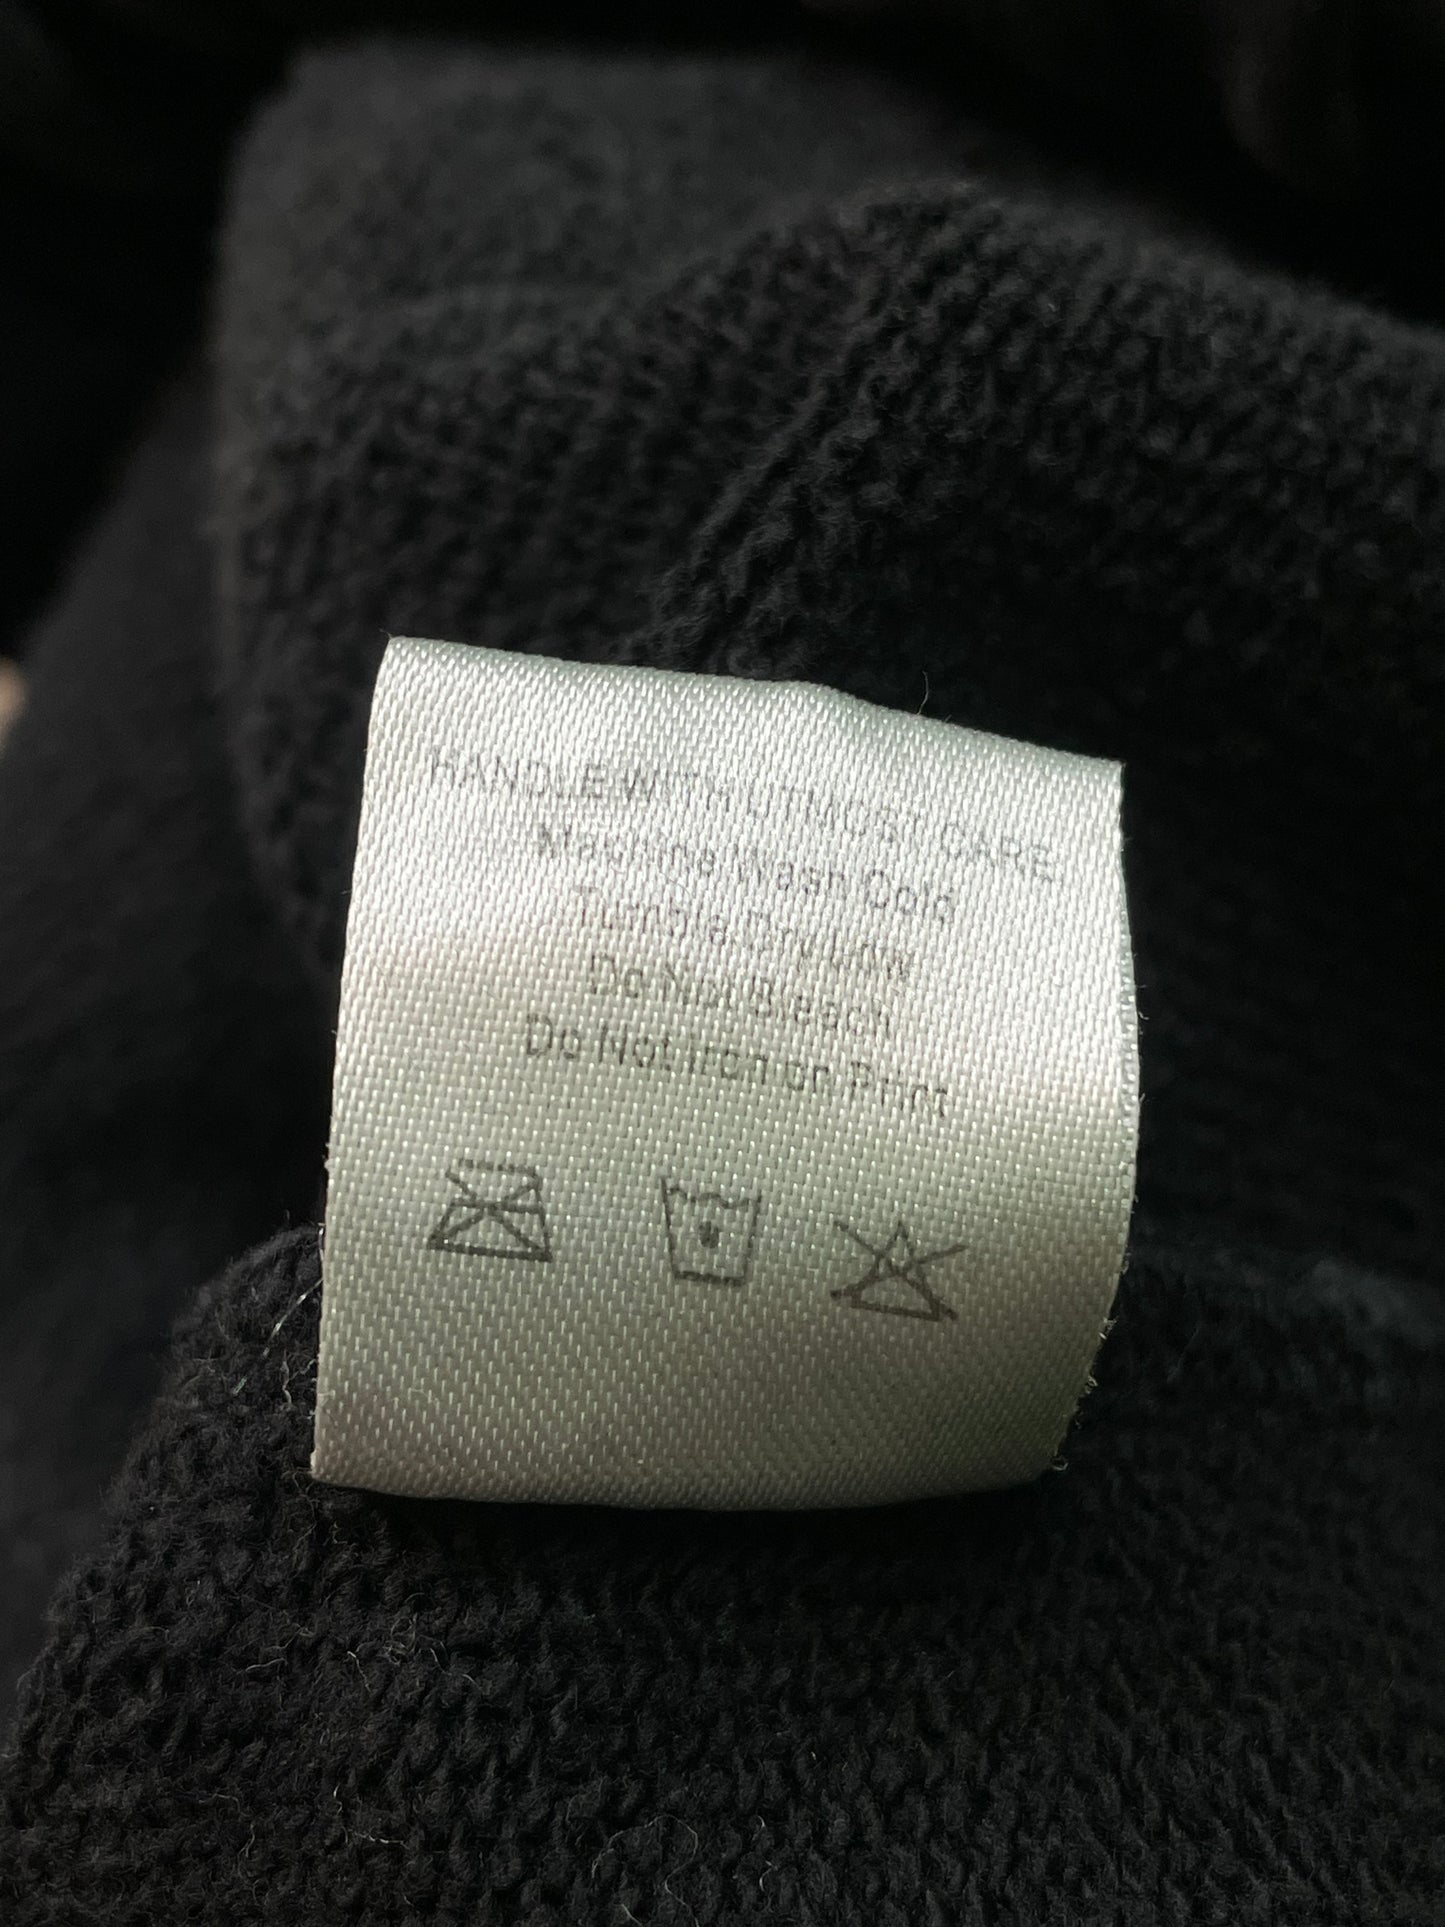 HANDLE WITH UTMOST CARE.
Machine Wash Cold
Tumble Dry Low
Do Not Bleach
Do Not Iron on Print